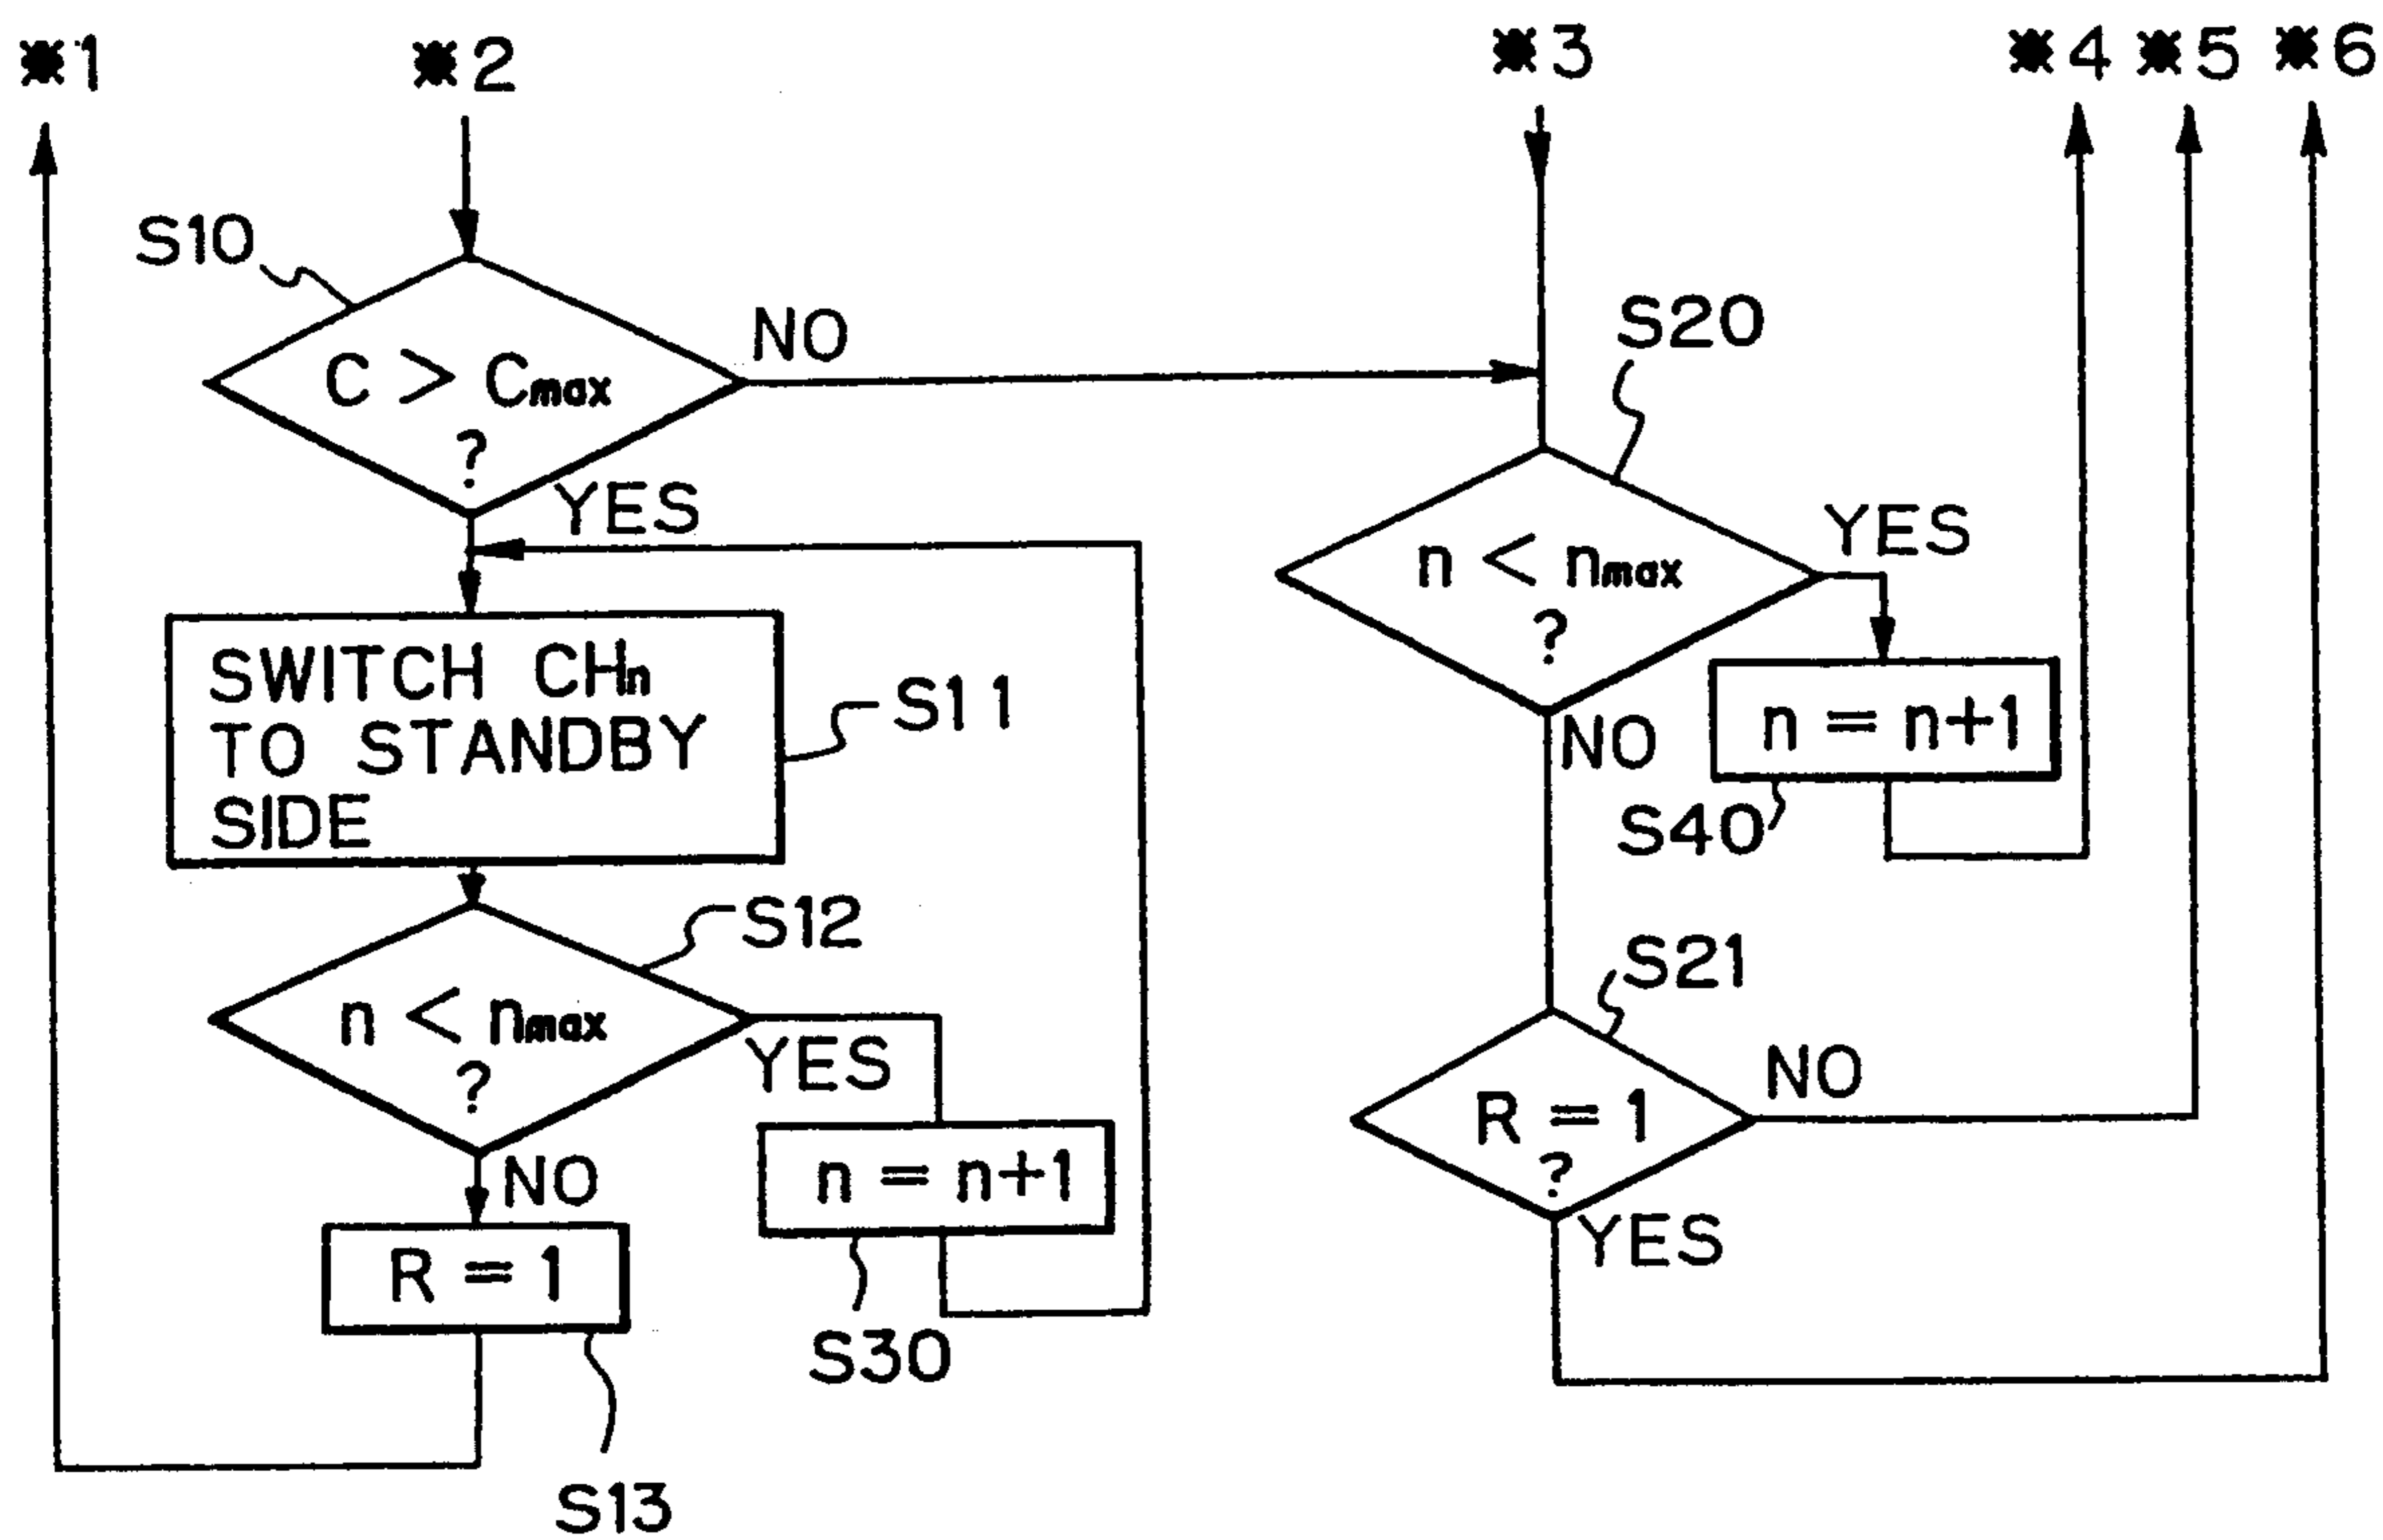 ※1
※2
※3
※4
※5
※6
S10
C > Cmax
?
NO
YES
SWITCH CHn
TO STANDBY
SIDE
S11
S12
n < nmax
?
YES
NO
n = n+1
S30
R = 1
S13
S20
n < nmax
?
YES
NO
n = n+1
S40
S21
R = 1
?
NO
YES